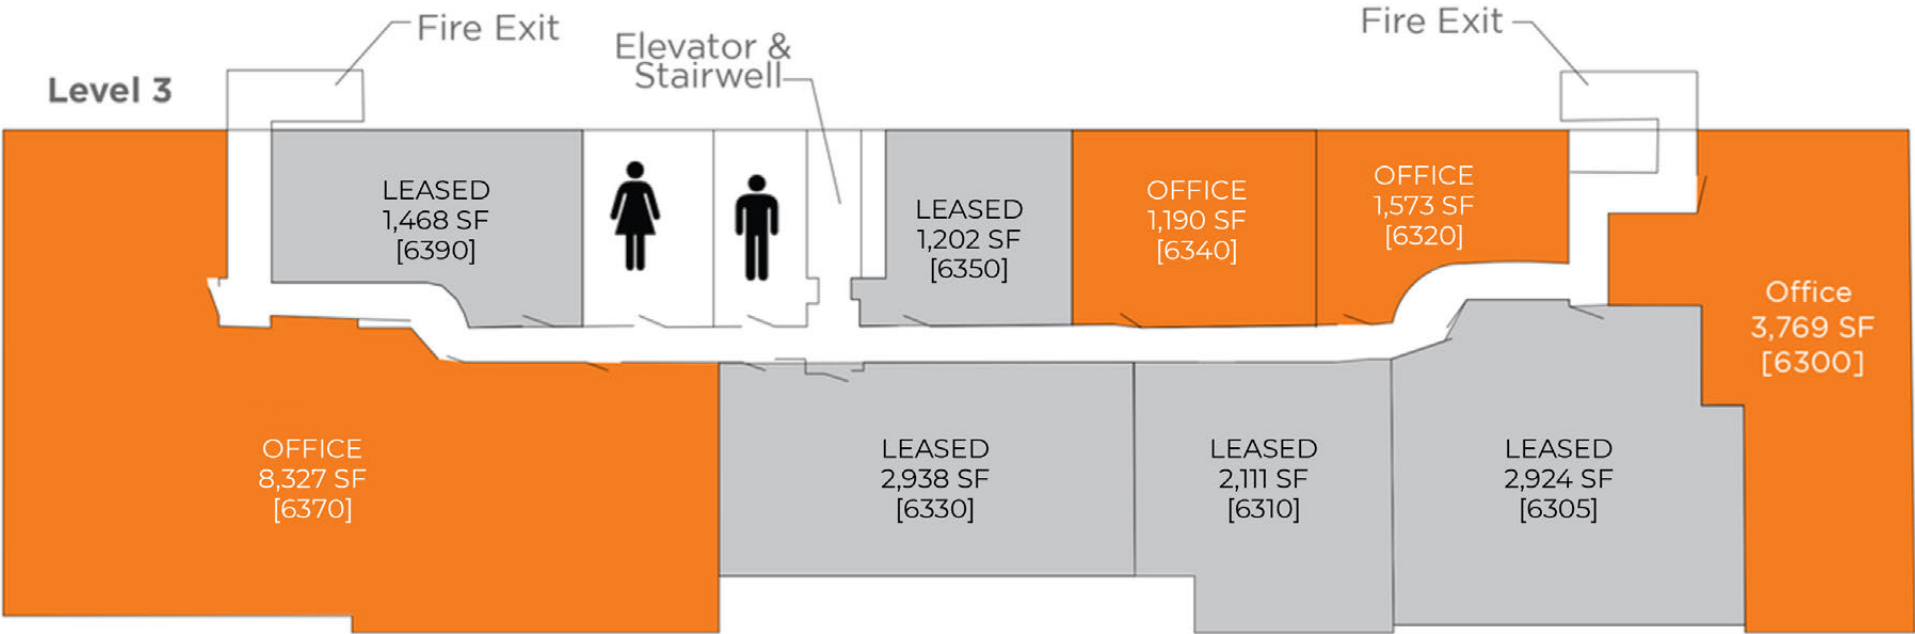 Fire Exit
Fire Exit
Elevator &
Stairwell
Level 3
LEASED
1,468 SF
[6390]
LEASED
1,202 SF
[6350]
OFFICE
1,190 SF
[6340]
OFFICE
1,573 SF
[6320]
Office
3,769 SF
[6300]
OFFICE
8,327 SF
[6370]
LEASED
2,938 SF
[6330]
LEASED
2,111 SF
[6310]
LEASED
2,924 SF
[6305]